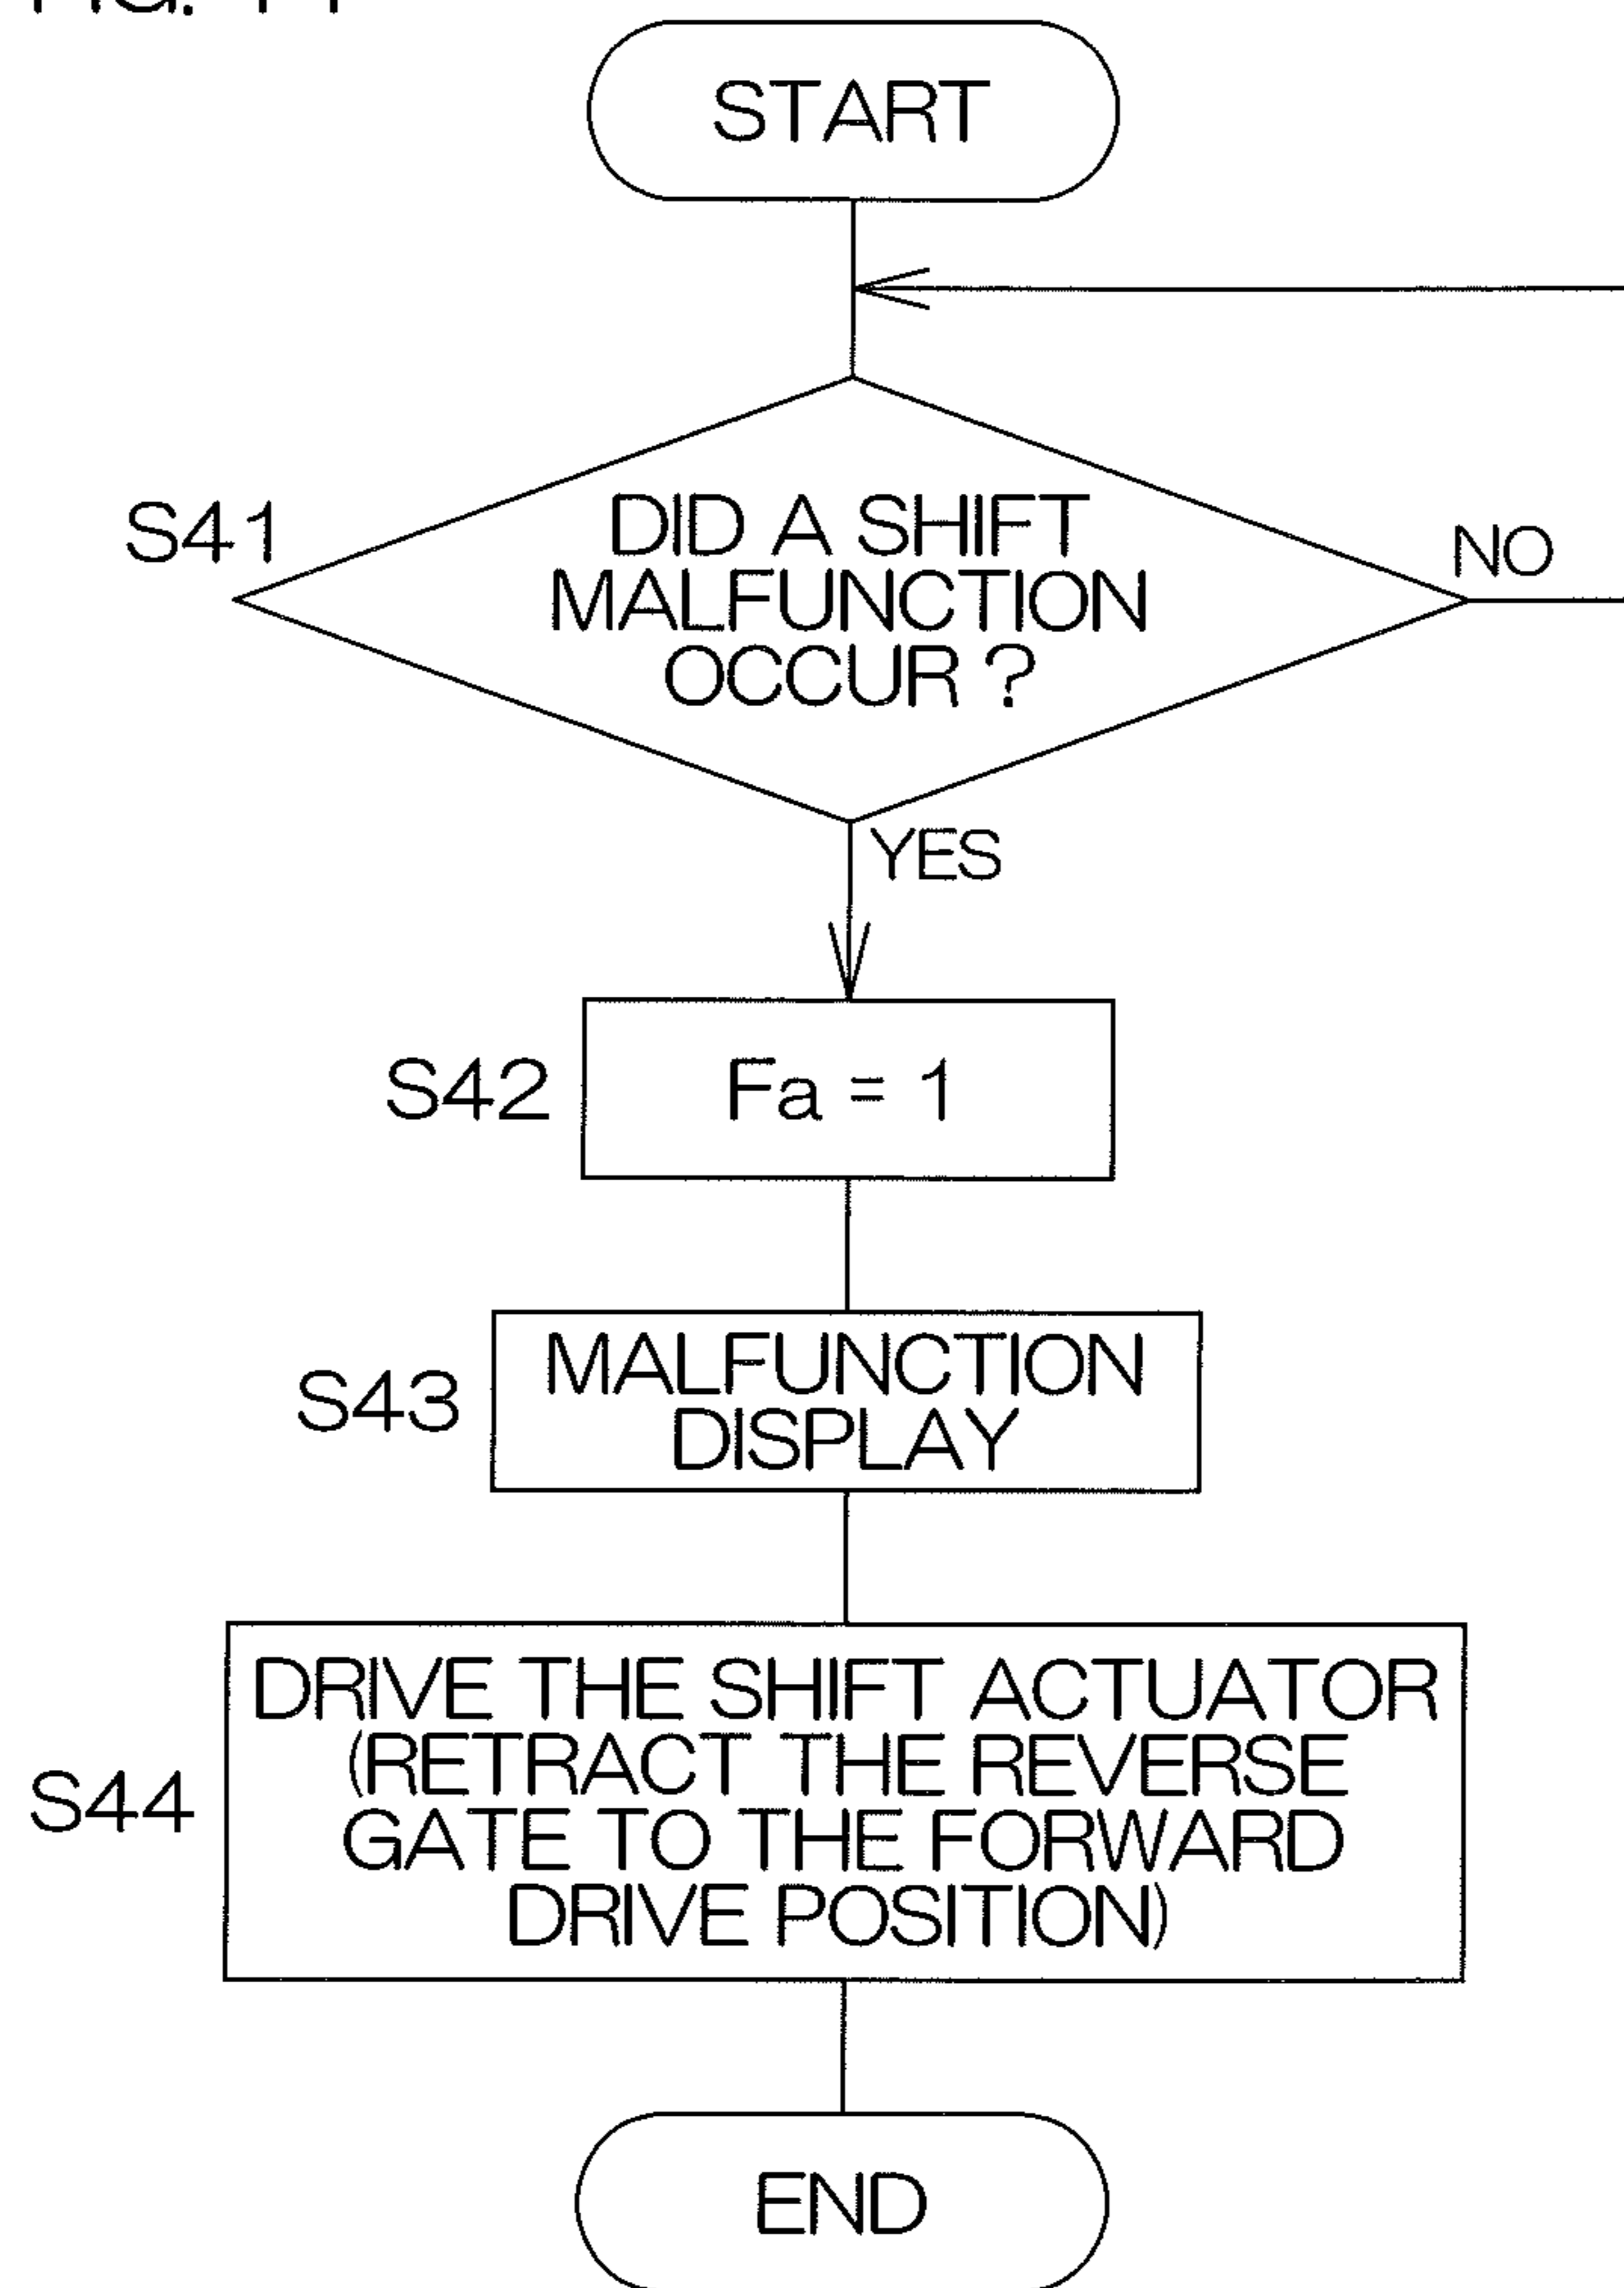 START
S41
DID A SHIFT
MALFUNCTION
OCCUR ?
NO
YES
S42
Fa = 1
S43
MALFUNCTION
DISPLAY
S44
DRIVE THE SHIFT ACTUATOR
(RETRACT THE REVERSE
GATE TO THE FORWARD
DRIVE POSITION)
END